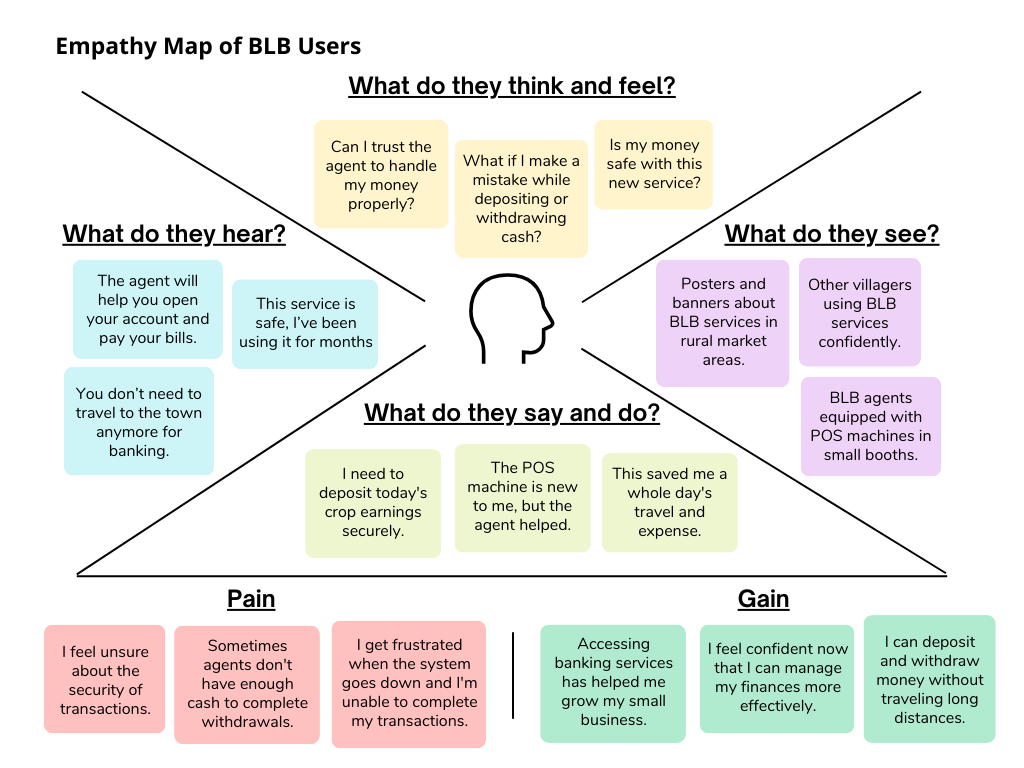 Empathy Map of BLB Users
What do they think and feel?
Can I trust the
agent to handle
my money
properly?
What if I make a
mistake while
depositing or
withdrawing
cash?
Is my money
safe with this
new service?
What do they hear?
The agent will
help you open
your account and
pay your bills.
This service is
safe, I've been
using it for months
You don't need to
travel to the town
anymore for
banking.
What do they see?
Posters and
banners about
BLB services in
rural market
areas.
Other villagers
using BLB
services
confidently.
BLB agents
equipped with
POS machines in
small booths.
What do they say and do?
I need to
deposit today's
crop earnings
securely.
The POS
machine is new
to me, but the
agent helped.
This saved me a
whole day's
travel and
expense.
Pain
I feel unsure
about the
security of
transactions.
Sometimes
agents don't
have enough
cash to complete
withdrawals.
I get frustrated
when the system
goes down and I'm
unable to complete
my transactions.
Gain
Accessing
banking services
has helped me
grow my small
business.
I feel confident now
that I can manage
my finances more
effectively.
I can deposit
and withdraw
money without
traveling long
distances.